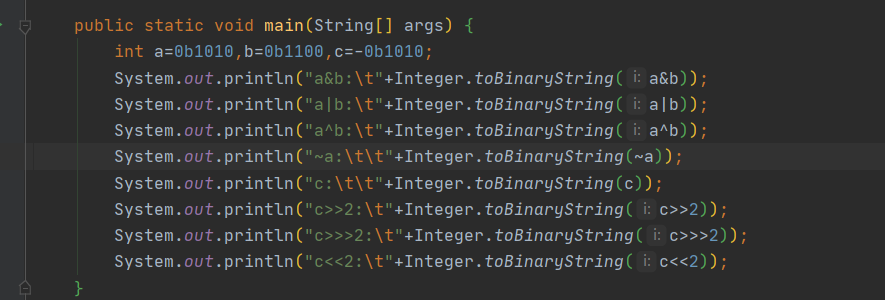 public static void main(String[] args) {
int a=0b1010,b=0b1100,c=-0b1010;
System.out.println("a&b:\t"+Integer.toBinaryString( i: a&b));
System.out.println("a|b:\t"+Integer.toBinaryString( i: a|b));
System.out.println("a^b:\t"+Integer.toBinaryString( i: a^b));
System.out.println("~a:\t\t"+Integer.toBinaryString(~a));
System.out.println("c:\t\t"+Integer.toBinaryString(c));
System.out.println("c>>2:\t"+Integer.toBinaryString( i: c>>2));
System.out.println("c>>>2:\t"+Integer.toBinaryString( i: c>>>2));
System.out.println("c<<2:\t"+Integer.toBinaryString( i: c<<2));
}